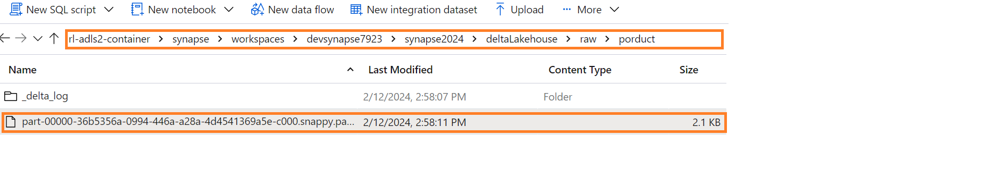 New SQL script New notebook New data flow New integration dataset Upload ··· More
rl-adls2-container > synapse > workspaces > devsynapse7923 > synapse2024 > deltaLakehouse > raw > porduct
Name Last Modified Content Type Size
_delta_log 2/12/2024, 2:58:07 PM Folder
part-00000-36b5356a-0994-446a-a28a-4d4541369a5e-c000.snappy.pa... 2/12/2024, 2:58:11 PM 2.1 KB